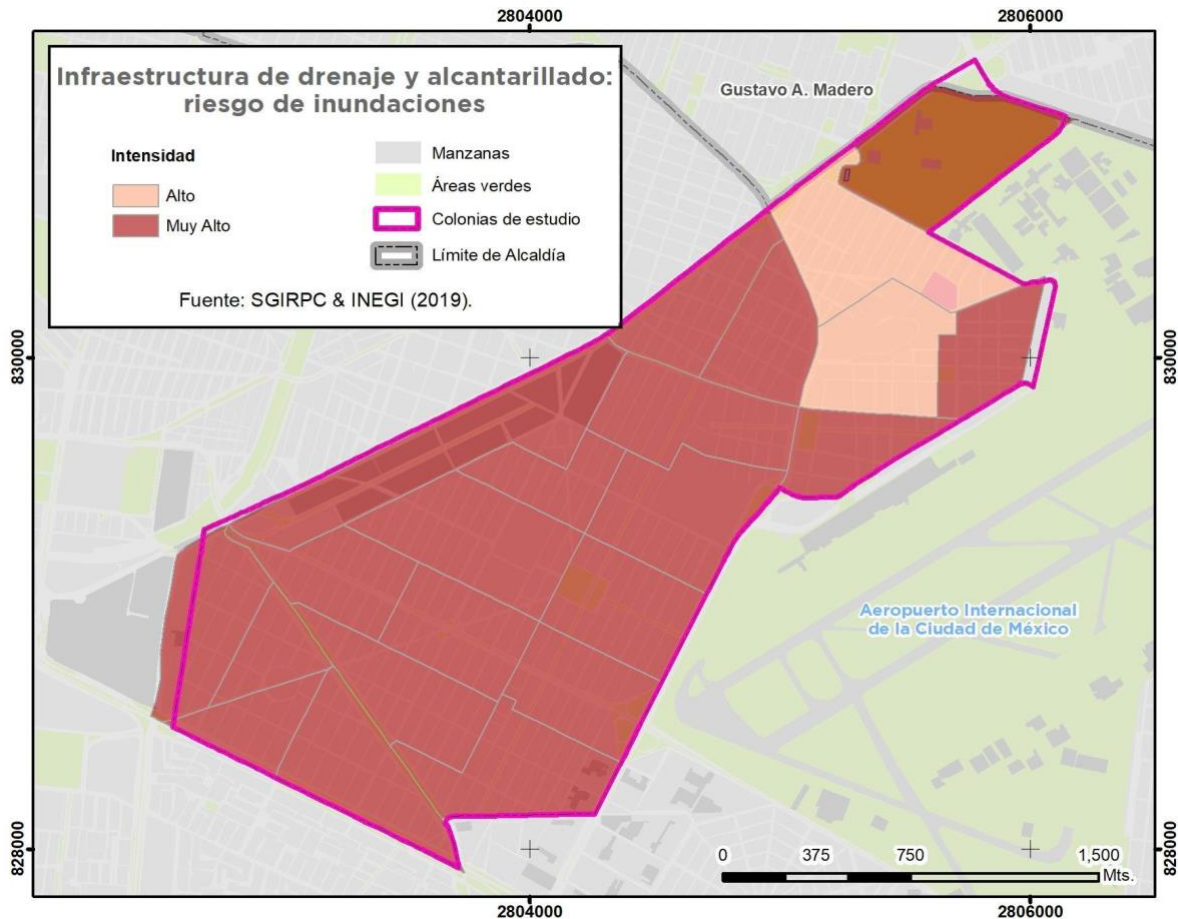 2804000
2806000
Infraestructura de drenaje y alcantarillado:
riesgo de inundaciones
Intensidad
Alto
Muy Alto
Manzanas
Áreas verdes
Colonias de estudio
Límite de Alcaldía
Fuente: SGIRPC & INEGI (2019).
Gustavo A. Madero
830000
830000
Aeropuerto Internacional
de la Ciudad de México
828000
828000
0 375 750 1,500
Mts.
2804000
2806000